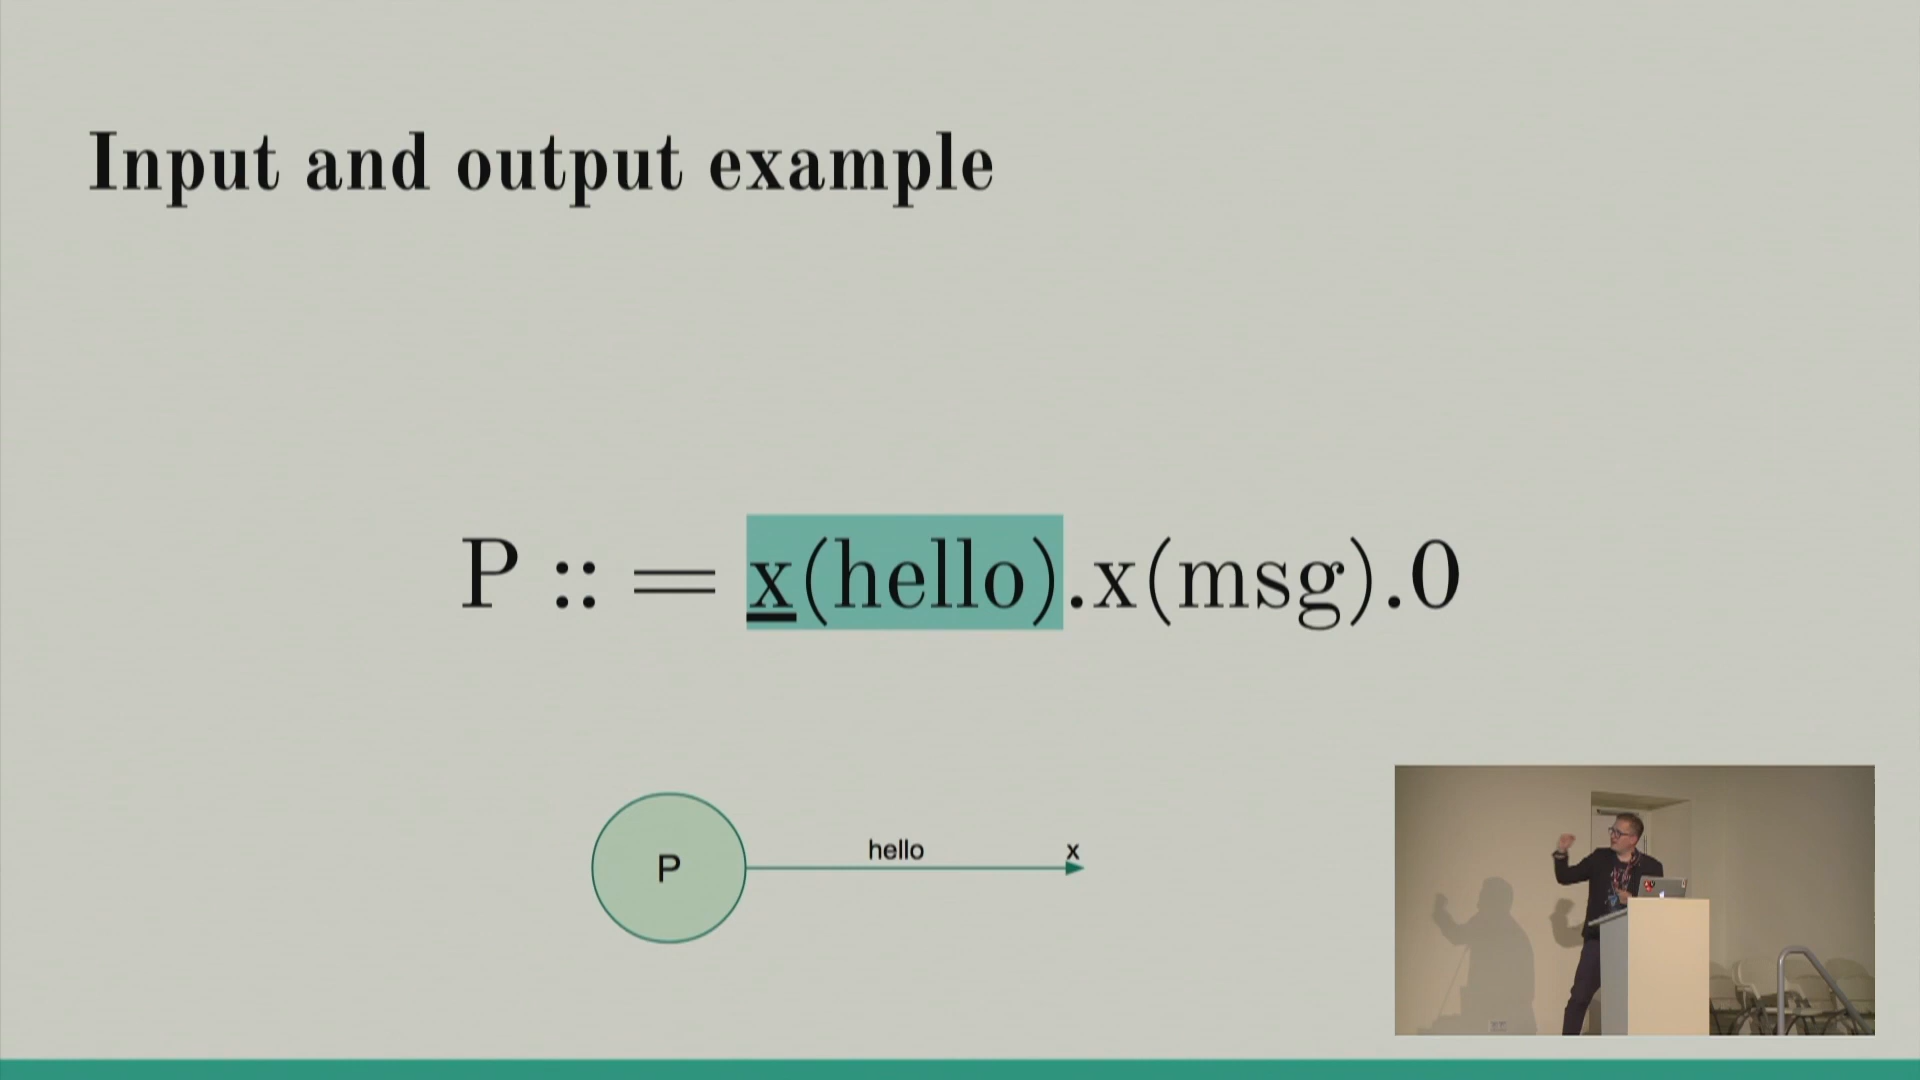 Input and output example
P ::= x(hello).x(msg).0
hello x
P